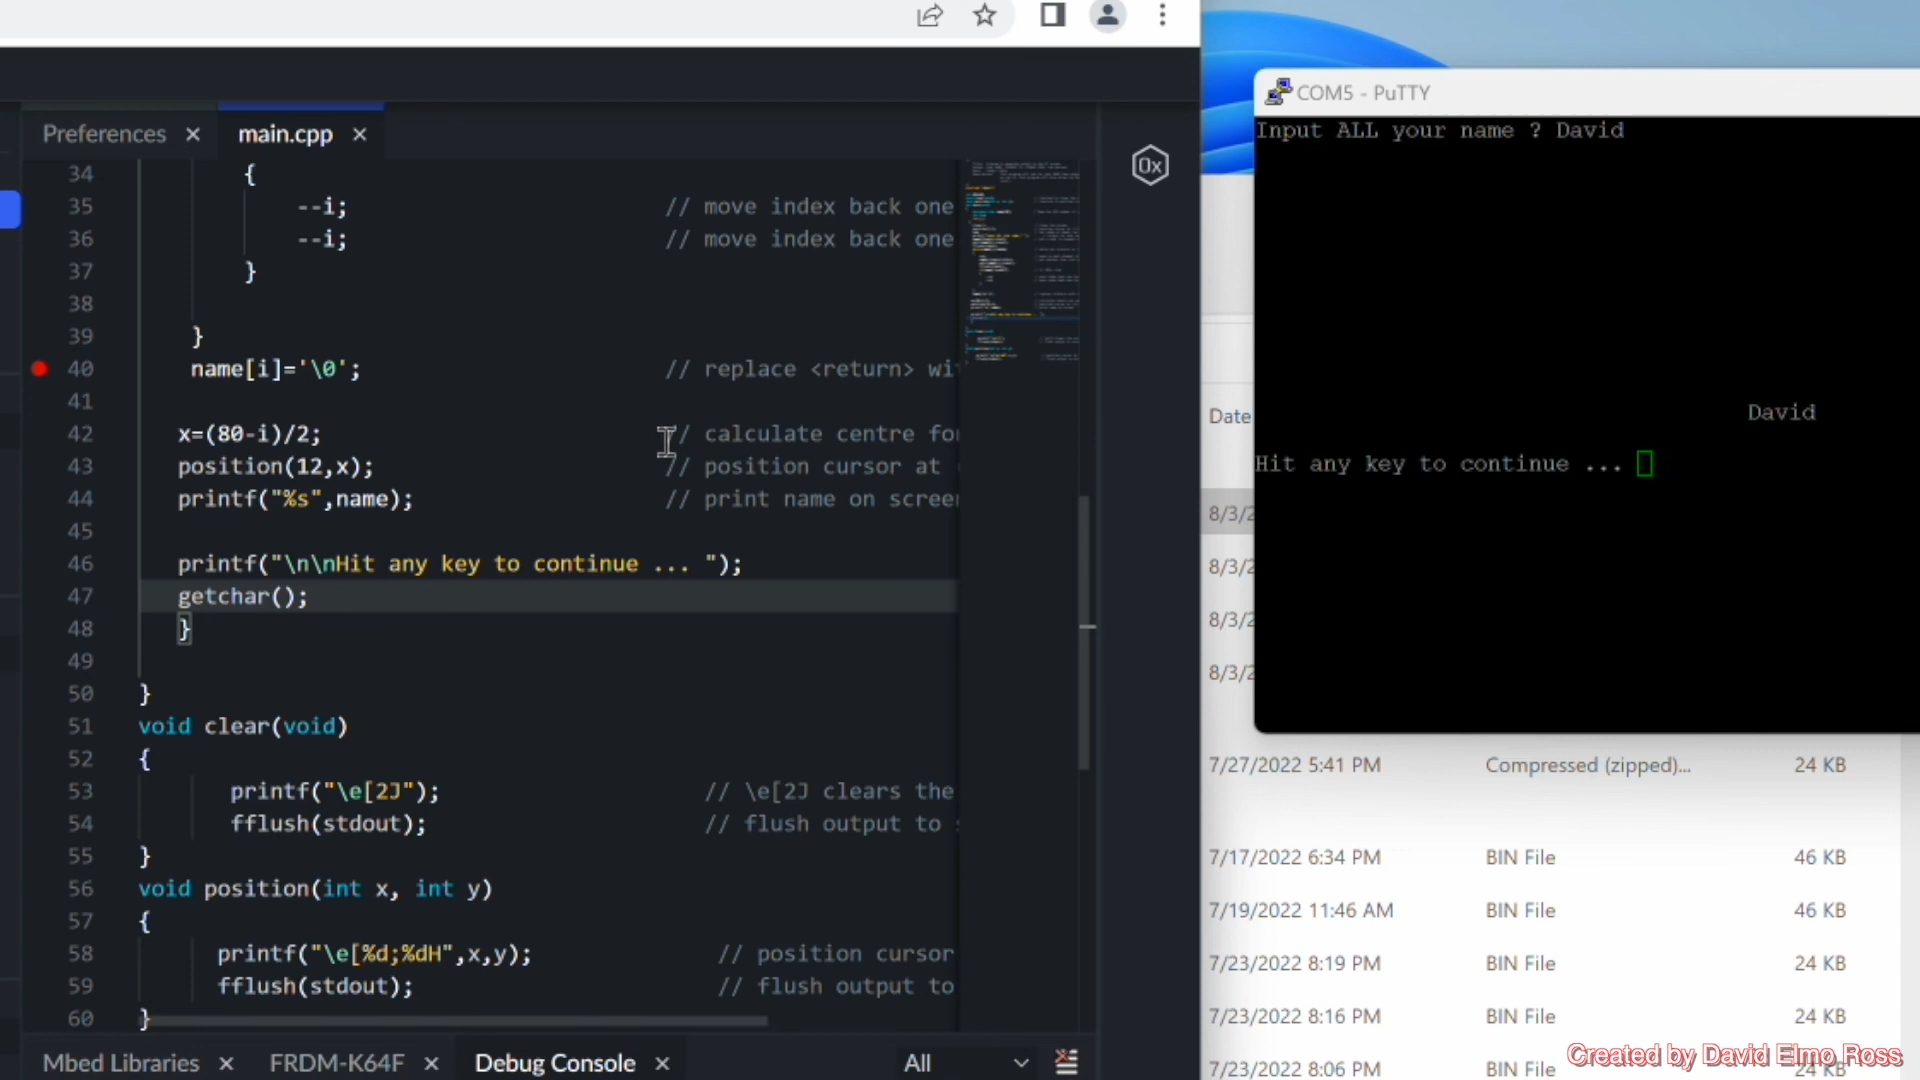 Preferences × main.cpp ×
34 {
35 --i; // move index back one
36 --i; // move index back one
37 }
38
39 }
40 name[i]='\0'; // replace <return> wi
41
42 x=(80-i)/2; // calculate centre fo
43 position(12,x); // position cursor at
44 printf("%s",name); // print name on screen
45
46 printf("\n\nHit any key to continue ... ");
47 getchar();
48 }
49
50 }
51 void clear(void)
52 {
53 printf("\e[2J"); // \e[2J clears the
54 fflush(stdout); // flush output to
55 }
56 void position(int x, int y)
57 {
58 printf("\e[%d;%dH",x,y); // position cursor
59 fflush(stdout); // flush output to
60 }
Mbed Libraries × FRDM-K64F × Debug Console × All
0x
COM5 - PuTTY
Input ALL your name ? David
David
Hit any key to continue ...
Date
8/3/2
8/3/2
8/3/2
8/3/2
7/27/2022 5:41 PM Compressed (zipped)... 24 KB
7/17/2022 6:34 PM BIN File 46 KB
7/19/2022 11:46 AM BIN File 46 KB
7/23/2022 8:19 PM BIN File 24 KB
7/23/2022 8:16 PM BIN File 24 KB
7/23/2022 8:06 PM BIN File 24 KB
Created by David Elmo Ross